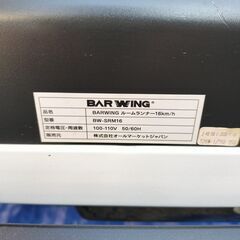 BARWING
品名 BARWING ルームランナー16km/h
型番 BW-SRM16
定格電圧・周波数 100-110V 50/60H
販売元 株式会社オールマーケットジャパン